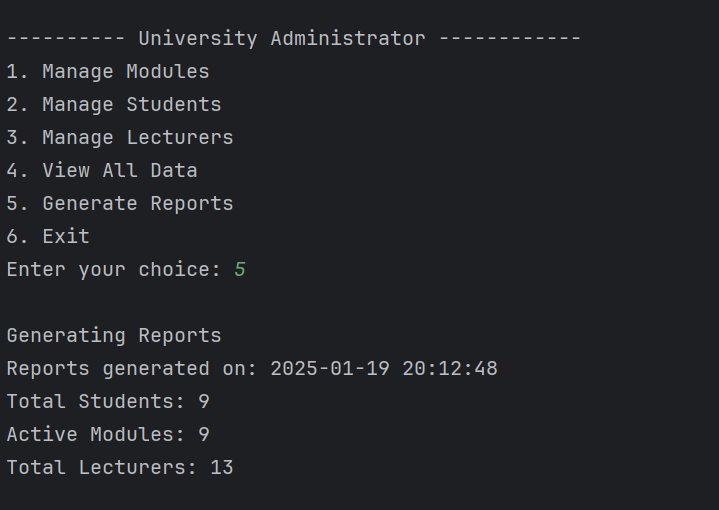 ---------- University Administrator ------------
1. Manage Modules
2. Manage Students
3. Manage Lecturers
4. View All Data
5. Generate Reports
6. Exit
Enter your choice: 5
Generating Reports
Reports generated on: 2025-01-19 20:12:48
Total Students: 9
Active Modules: 9
Total Lecturers: 13